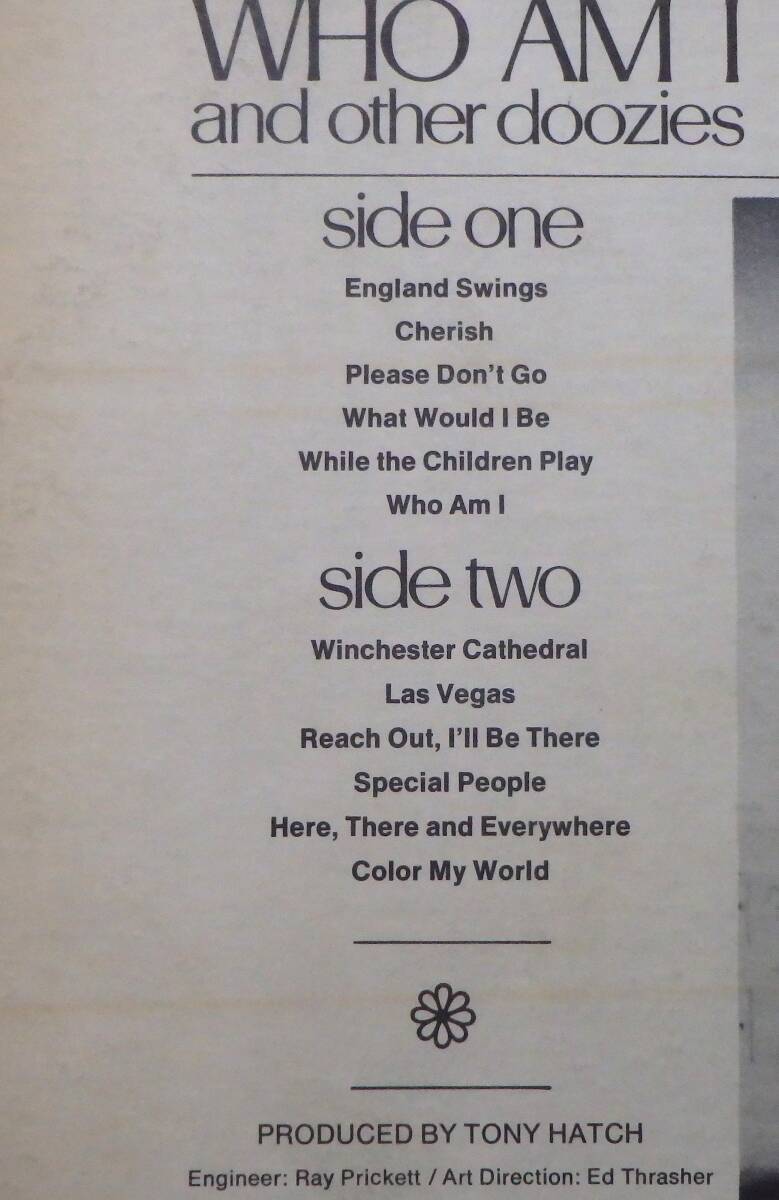 WHO AM I
and other doozies
side one
England Swings
Cherish
Please Don't Go
What Would I Be
While the Children Play
Who Am I
side two
Winchester Cathedral
Las Vegas
Reach Out, I'll Be There
Special People
Here, There and Everywhere
Color My World
PRODUCED BY TONY HATCH
Engineer: Ray Prickett / Art Direction: Ed Thrasher